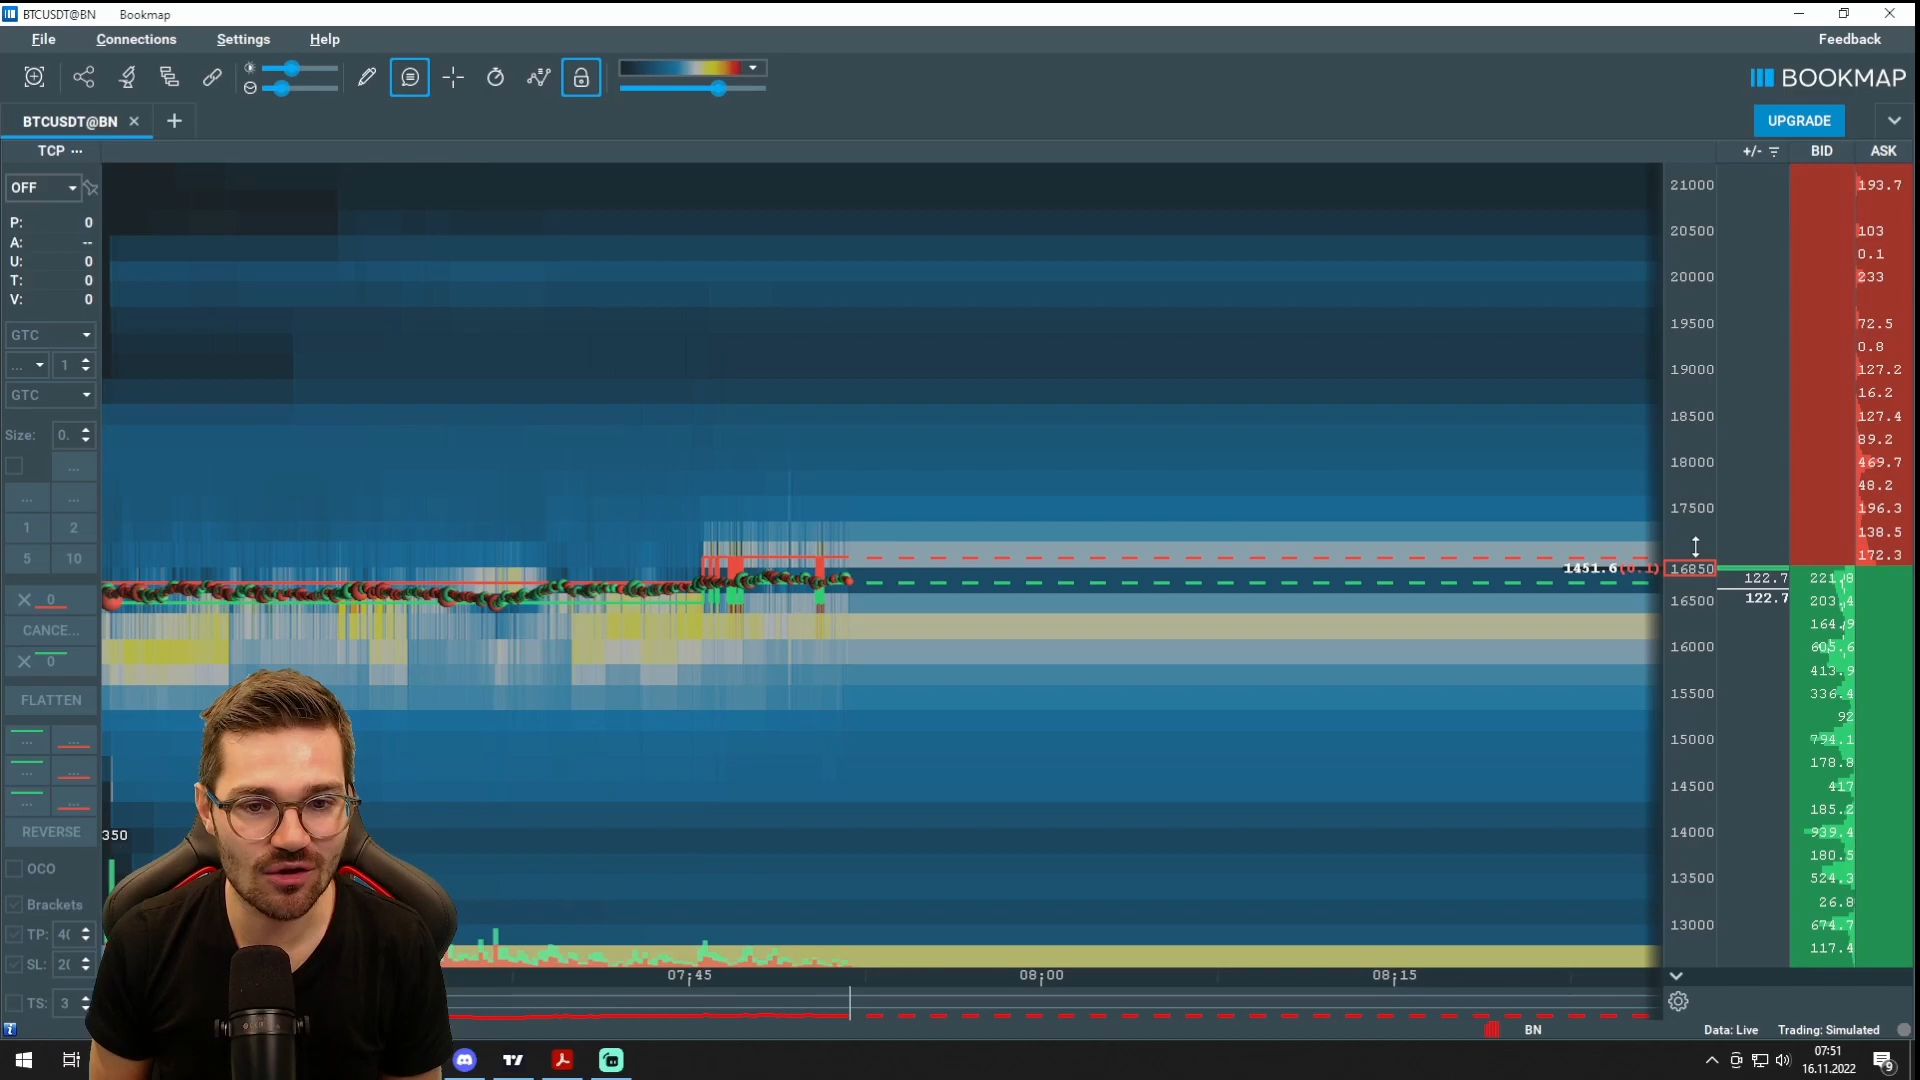 BTCUSDT@BN Bookmap
File Connections Settings Help Feedback
BOOKMAP
BTCUSDT@BN UPGRADE
TCP ... +/- BID ASK
OFF
P: 0
A: --
U: 0
T: 0
V: 0
GTC
... 1
GTC
Size: 0.
...
... ...
1 2
5 10
0
CANCE...
0
FLATTEN
... ...
... ...
... ...
REVERSE
OCO
Brackets
TP:
SL:
TS: 3
350
1451.6(0.1)
21000
20500
20000
19500
19000
18500
18000
17500
16850
16500
16000
15500
15000
14500
14000
13500
13000
122.7
122.7
193.7
103
0.1
233
72.5
0.8
127.2
16.2
127.4
89.2
469.7
48.2
196.3
138.5
172.3
221.8
203.4
164.9
605.6
413.9
336.4
92
794.1
178.8
417
185.2
939.4
180.5
524.3
26.8
674.7
117.4
07:45 08:00 08:15
BN Data: Live Trading: Simulated
07:51
16.11.2022
9